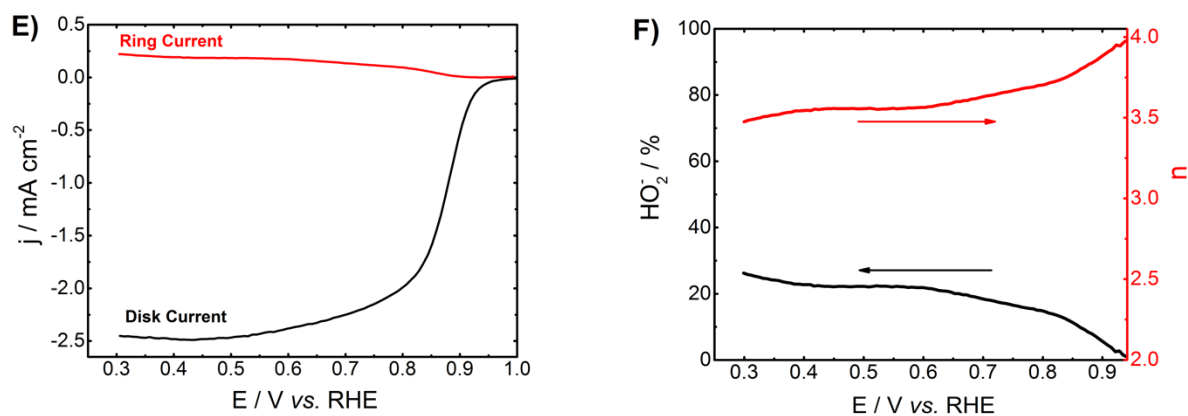 E)
0.5
0.0
-0.5
-1.0
-1.5
-2.0
-2.5
j / mA cm⁻²
Ring Current
Disk Current
0.3 0.4 0.5 0.6 0.7 0.8 0.9 1.0
E / V vs. RHE
F)
100
80
60
40
20
0
HO₂⁻ / %
4.0
3.5
3.0
2.5
2.0
n
0.3 0.4 0.5 0.6 0.7 0.8 0.9
E / V vs. RHE